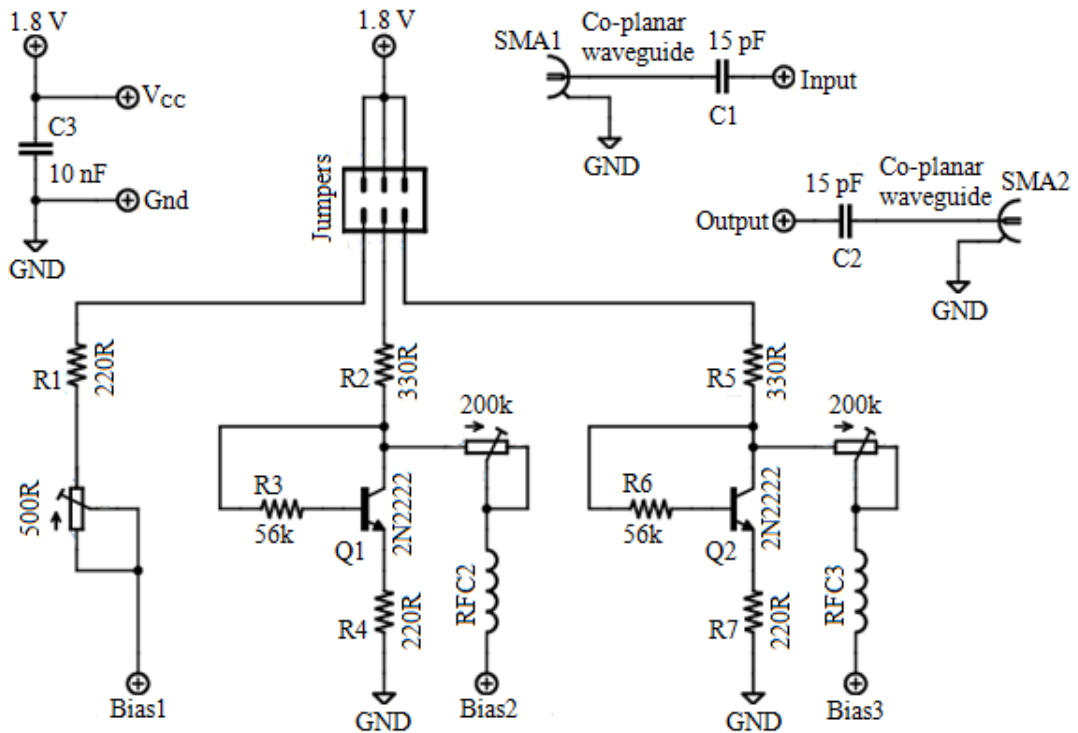 1.8 V
V_CC
C3
10 nF
Gnd
GND
1.8 V
Jumpers
SMA1
Co-planar
waveguide
15 pF
Input
C1
GND
15 pF
Co-planar
waveguide
SMA2
Output
C2
GND
R1
220R
500R
Bias1
R2
330R
200k
R3
56k
2N2222
Q1
R4
220R
RFC2
GND
Bias2
R5
330R
200k
R6
56k
2N2222
Q2
R7
220R
RFC3
GND
Bias3